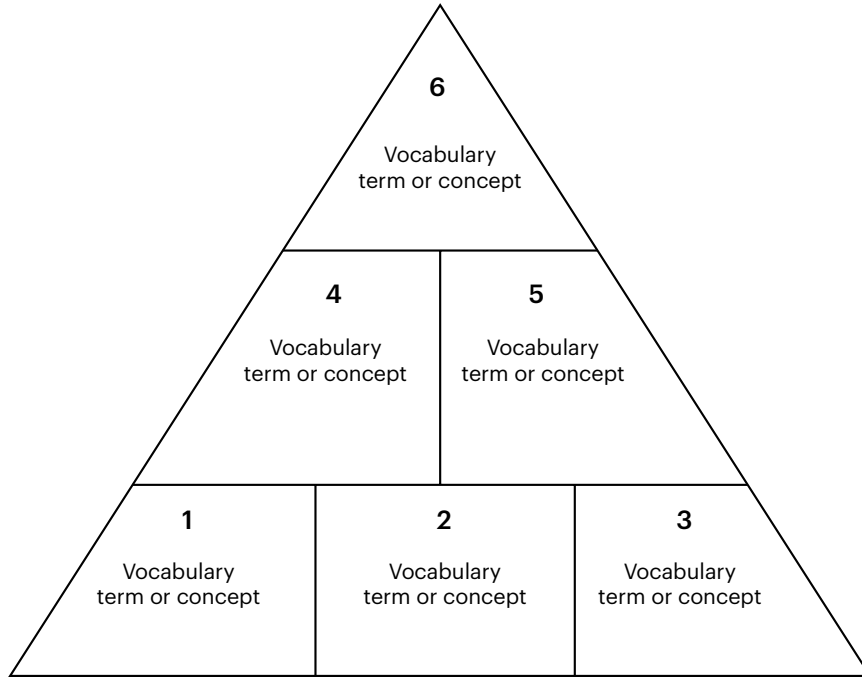 6
Vocabulary
term or concept
4
Vocabulary
term or concept
5
Vocabulary
term or concept
1
Vocabulary
term or concept
2
Vocabulary
term or concept
3
Vocabulary
term or concept